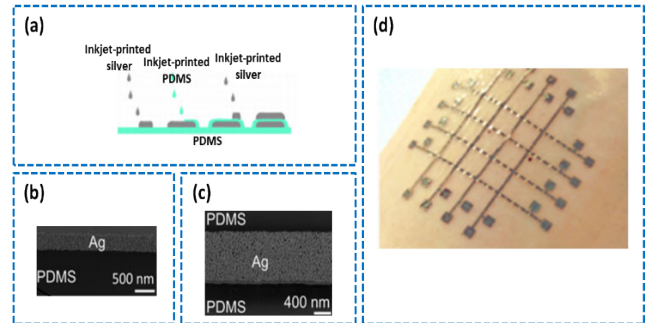 (a)
Inkjet-printed
silver
Inkjet-printed
PDMS
Inkjet-printed
silver
PDMS
(b)
Ag
PDMS
500 nm
(c)
PDMS
Ag
400 nm
PDMS
(d)